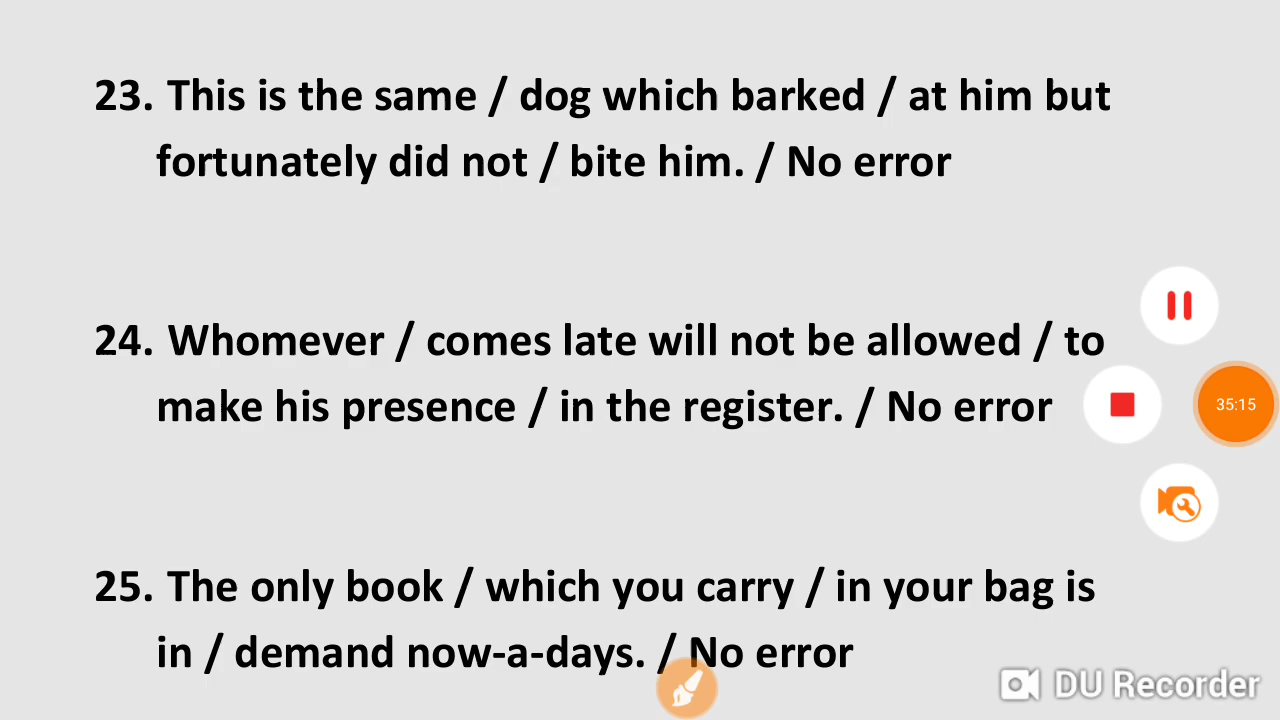 23. This is the same / dog which barked / at him but
fortunately did not / bite him. / No error
24. Whomever / comes late will not be allowed / to
make his presence / in the register. / No error
35:15
25. The only book / which you carry / in your bag is
in / demand now-a-days. / No error
DU Recorder